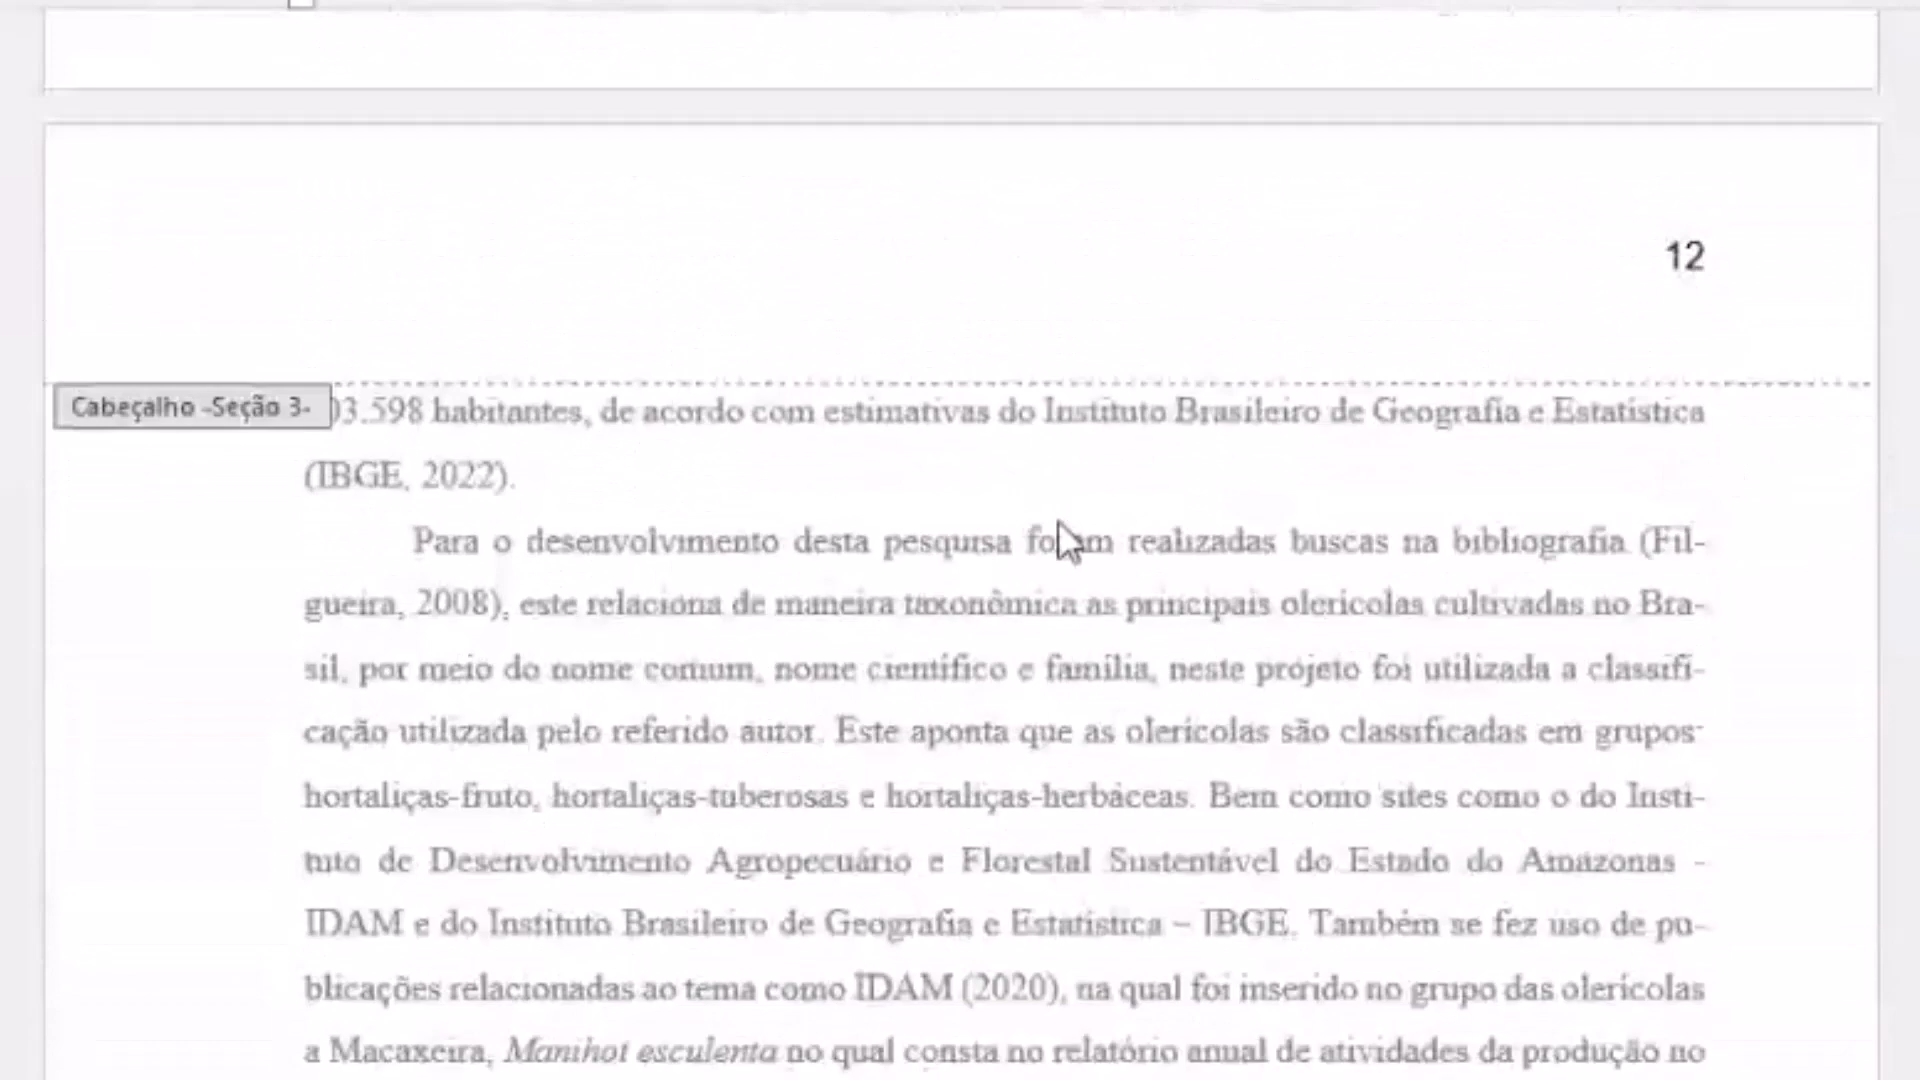 12
Cabeçalho -Seção 3-
03.598 habitantes, de acordo com estimativas do Instituto Brasileiro de Geografia e Estatística
(IBGE, 2022).
Para o desenvolvimento desta pesquisa foram realizadas buscas na bibliografia (Fil-
gueira, 2008), este relaciona de maneira taxonômica as principais olerícolas cultivadas no Bra-
sil, por meio do nome comum, nome científico e família, neste projeto foi utilizada a classifi-
cação utilizada pelo referido autor. Este aponta que as olerícolas são classificadas em grupos:
hortaliças-fruto, hortaliças-tuberosas e hortaliças-herbáceas. Bem como sites como o do Insti-
tuto de Desenvolvimento Agropecuário e Florestal Sustentável do Estado do Amazonas -
IDAM e do Instituto Brasileiro de Geografia e Estatística – IBGE. Também se fez uso de pu-
blicações relacionadas ao tema como IDAM (2020), na qual foi inserido no grupo das olerícolas
a Macaxeira, Manihot esculenta no qual consta no relatório anual de atividades da produção no